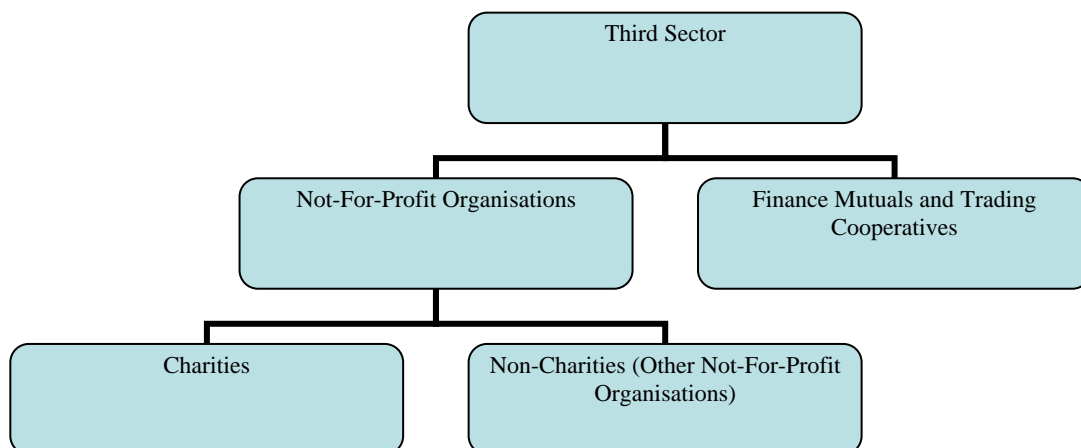 Third Sector
Not-For-Profit Organisations
Finance Mutuals and Trading
Cooperatives
Charities
Non-Charities (Other Not-For-Profit
Organisations)